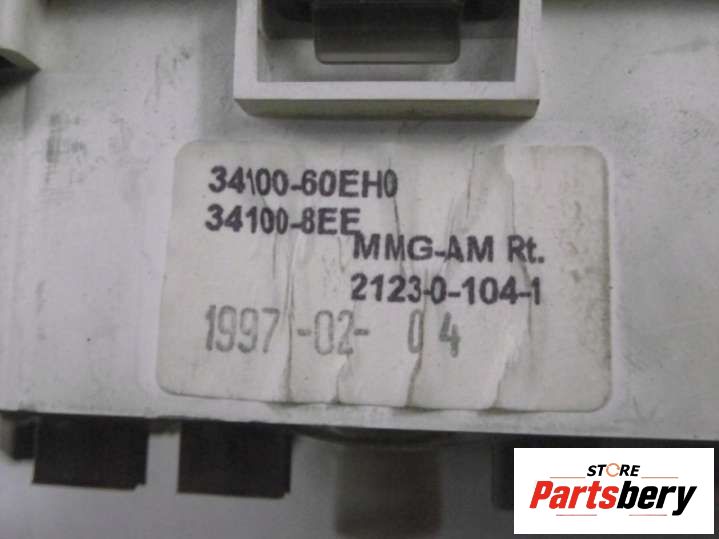 34100-60EH0
34100-8EE
MMG-AM Rt.
2123-0-104-1
1997-02- 04
STORE
Partsbery